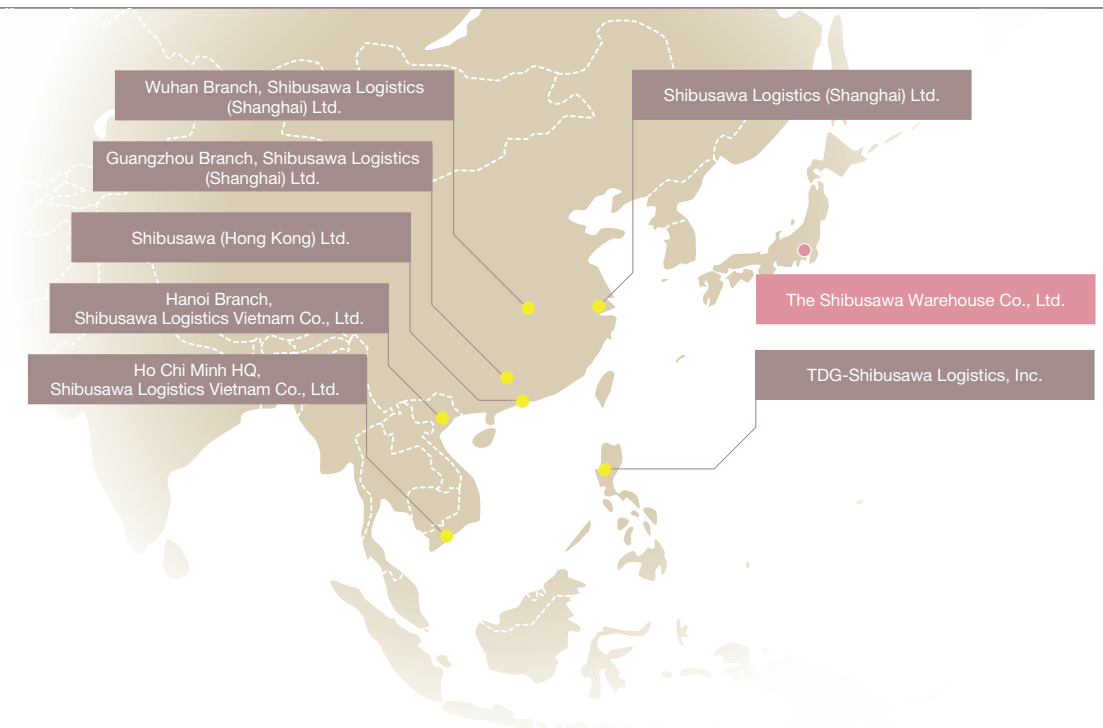 Wuhan Branch, Shibusawa Logistics
(Shanghai) Ltd.
Shibusawa Logistics (Shanghai) Ltd.
Guangzhou Branch, Shibusawa Logistics
(Shanghai) Ltd.
Shibusawa (Hong Kong) Ltd.
Hanoi Branch,
Shibusawa Logistics Vietnam Co., Ltd.
The Shibusawa Warehouse Co., Ltd.
Ho Chi Minh HQ,
Shibusawa Logistics Vietnam Co., Ltd.
TDG-Shibusawa Logistics, Inc.